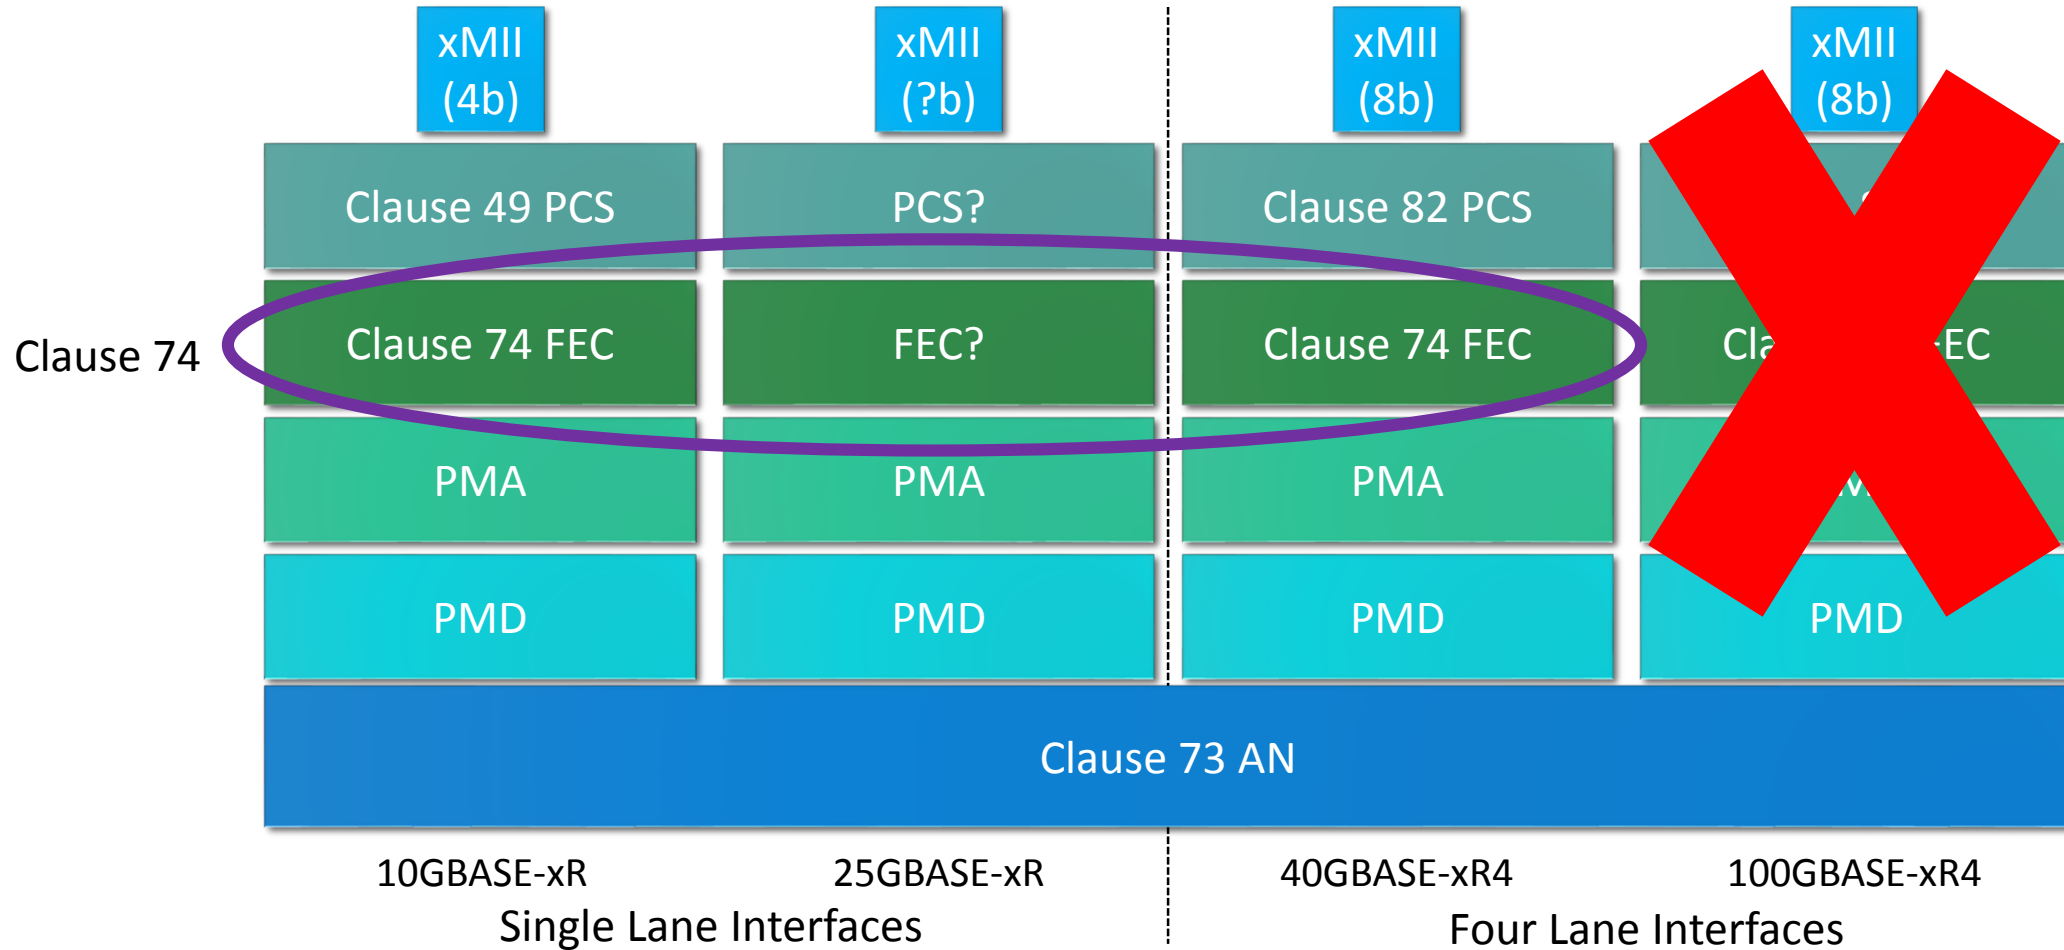 xMII
(4b)
xMII
(?b)
xMII
(8b)
xMII
(8b)
Clause 49 PCS
PCS?
Clause 82 PCS
Clause 74
Clause 74 FEC
FEC?
Clause 74 FEC
PMA
PMA
PMA
PMD
PMD
PMD
PMD
Clause 73 AN
10GBASE-xR
25GBASE-xR
40GBASE-xR4
100GBASE-xR4
Single Lane Interfaces
Four Lane Interfaces